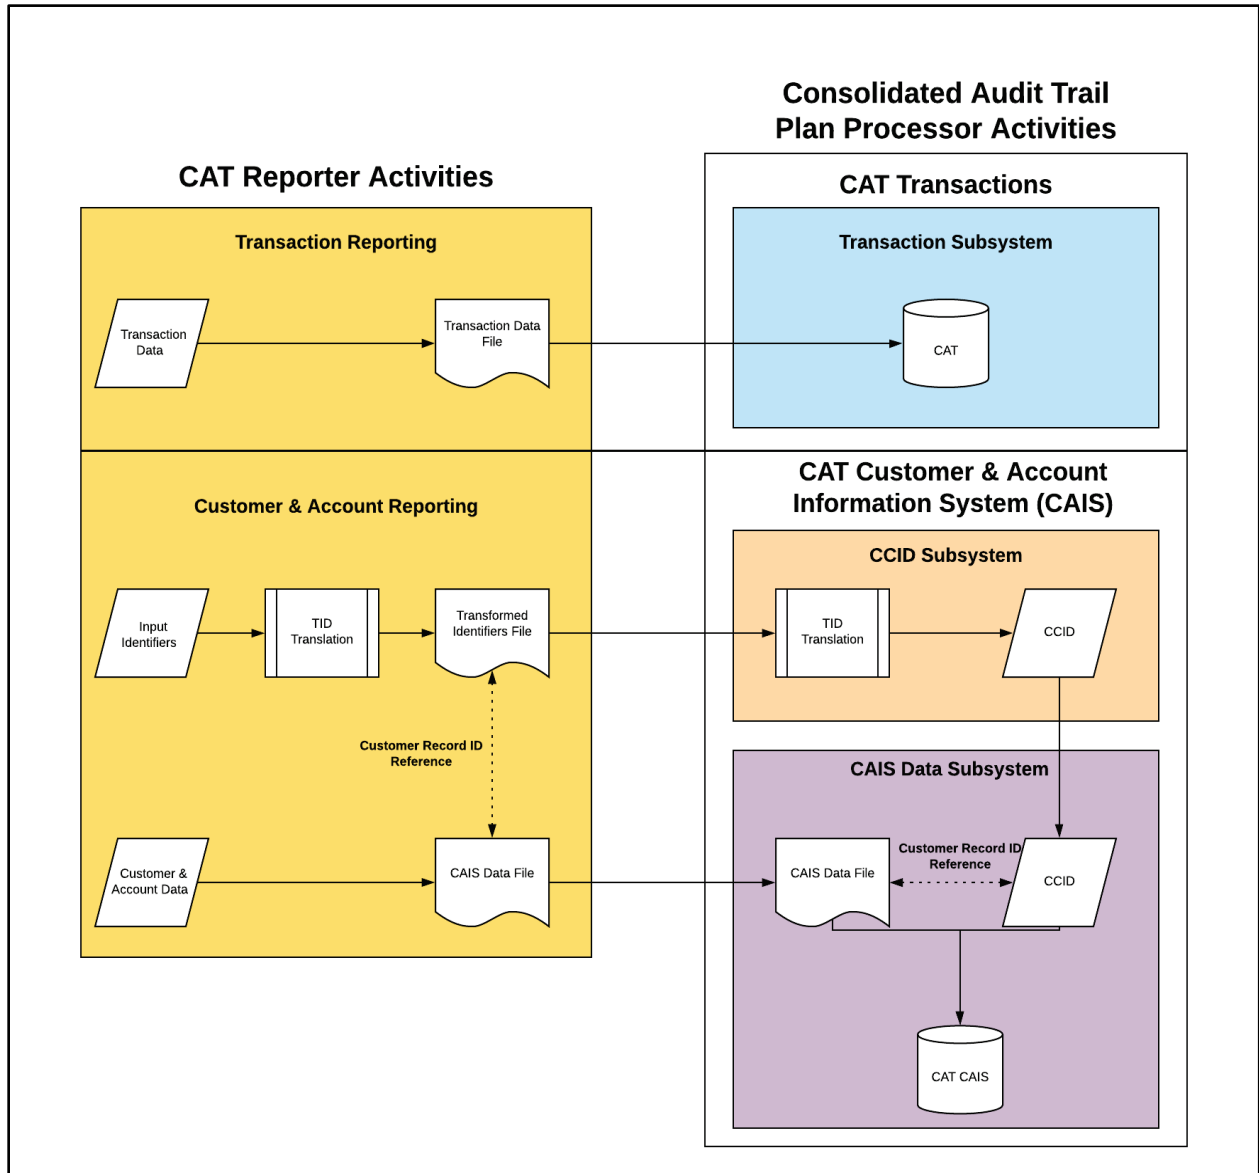 Consolidated Audit Trail
Plan Processor Activities
CAT Reporter Activities
CAT Transactions
Transaction Reporting
Transaction Subsystem
Transaction
Data
Transaction Data
File
CAT
Customer & Account Reporting
CAT Customer & Account
Information System (CAIS)
CCID Subsystem
Input
Identifiers
TID
Translation
Transformed
Identifiers File
TID
Translation
CCID
Customer Record ID
Reference
CAIS Data Subsystem
Customer &
Account Data
CAIS Data File
CAIS Data File
Customer Record ID
Reference
CCID
CAT CAIS